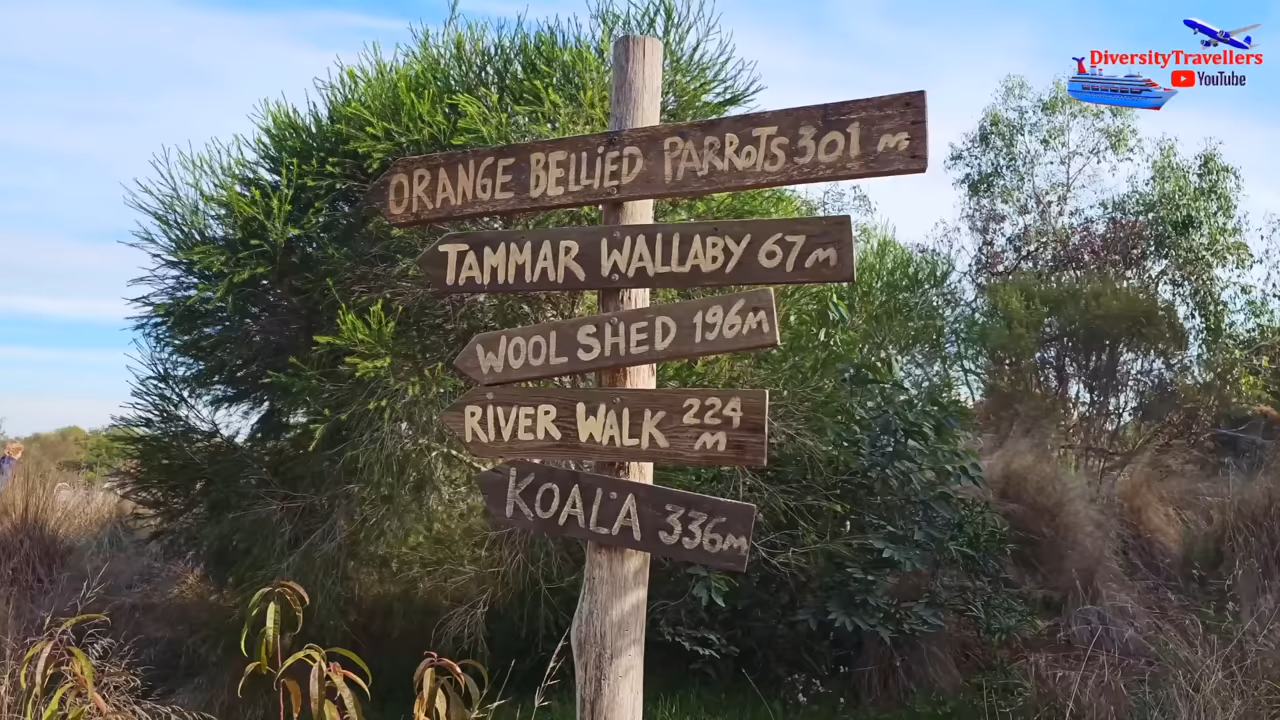 DiversityTravellers
YouTube
ORANGE BELLiED PARRoTS 301 m
TAMMAR WALLABY 67m
WOOL SHED 196M
RIVER WALK 224
M
KOALA 336m